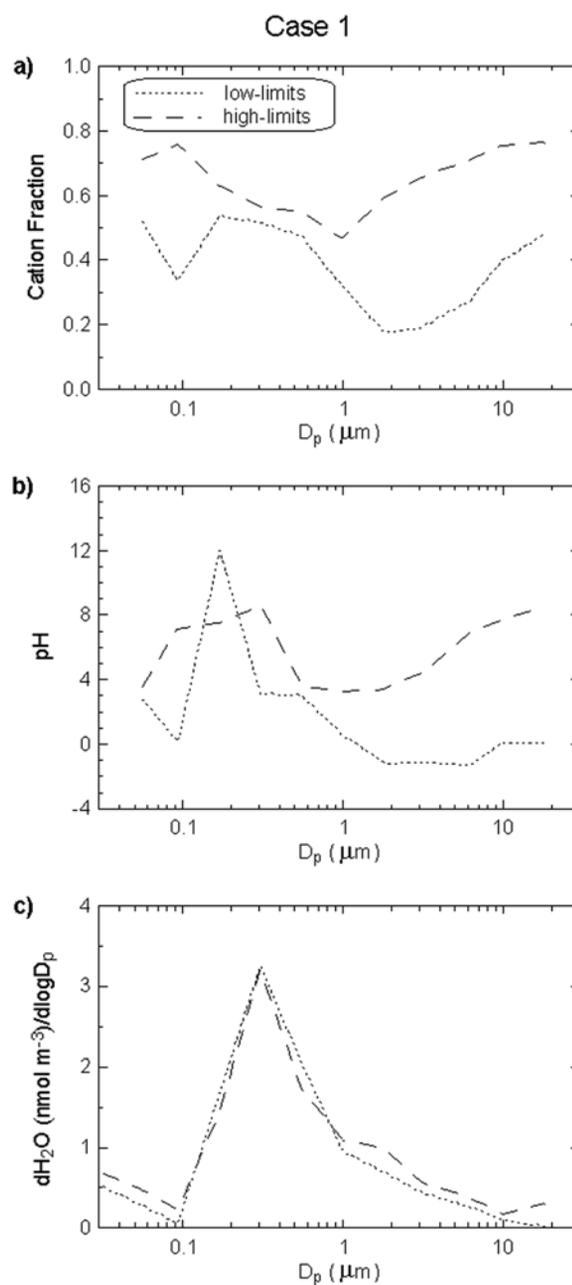 Case 1
a)
1.0
0.8
0.6
0.4
0.2
0.0
Cation Fraction
low-limits
high-limits
0.1 1 10
Dₚ (μm)
b)
16
12
8
4
0
-4
pH
0.1 1 10
Dₚ (μm)
c)
4
3
2
1
0
dH₂O (nmol m⁻³)/dlogDₚ
0.1 1 10
Dₚ (μm)